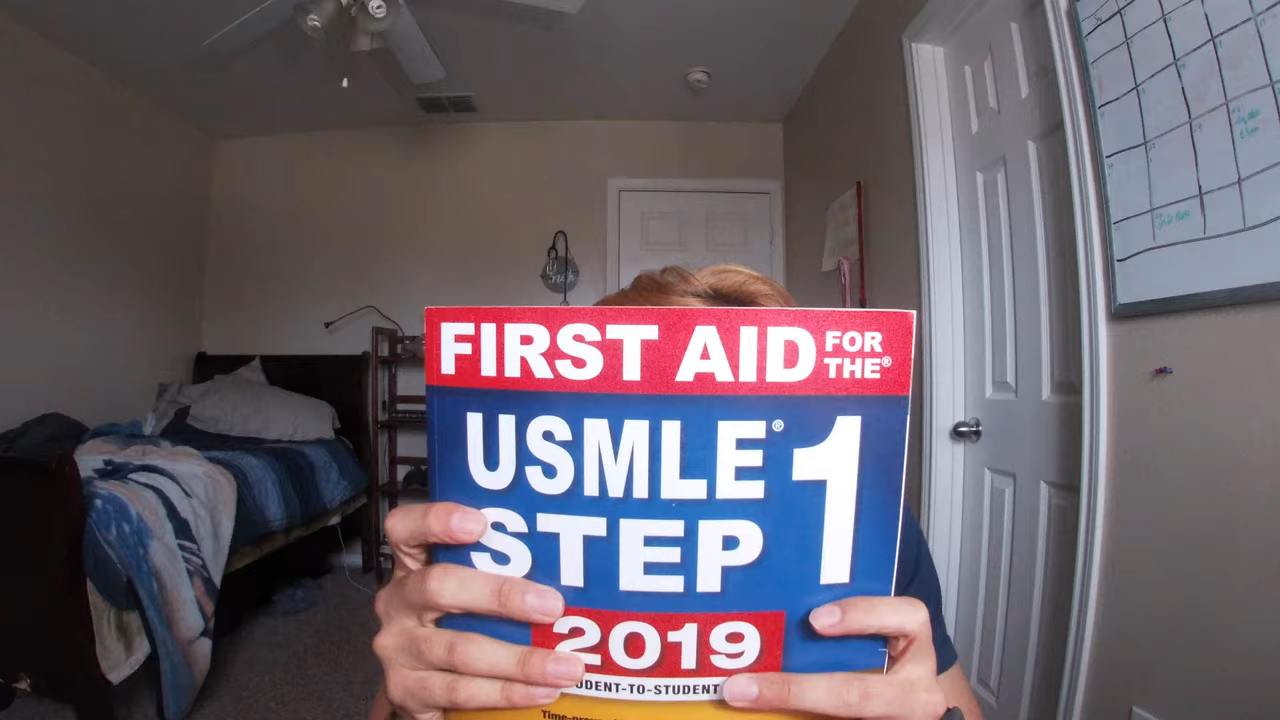 FIRST AID FOR
THE®
USMLE® 1
STEP
2019
UDENT-TO-STUDENT